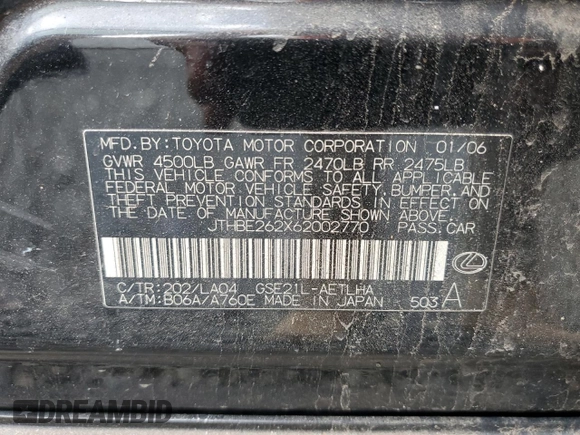 MFD.BY:TOYOTA MOTOR CORPORATION 01/06
GVWR 4500LB GAWR FR 2470LB RR 2475LB
THIS VEHICLE CONFORMS TO ALL APPLICABLE
FEDERAL MOTOR VEHICLE SAFETY, BUMPER, AND
THEFT PREVENTION STANDARDS IN EFFECT ON
THE DATE OF MANUFACTURE SHOWN ABOVE.
JTHBE262X62002770 PASS.CAR
C/TR:202/LA04 GSE21L-AETLHA
A/TM:B06A/A760E MADE IN JAPAN 503 A
DREAMBID